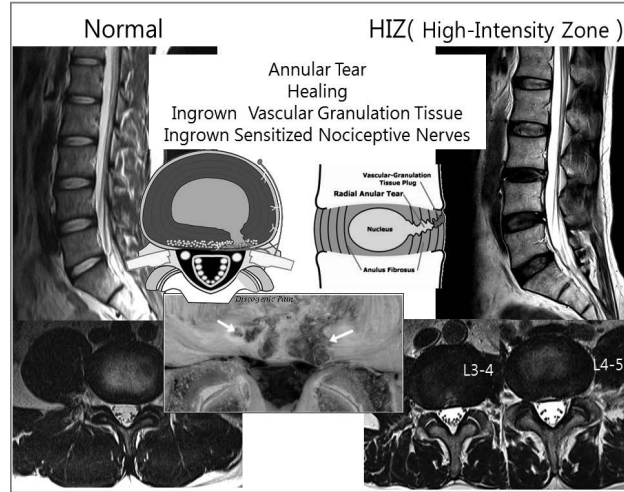 Normal
HIZ( High-Intensity Zone )
Annular Tear
Healing
Ingrown Vascular Granulation Tissue
Ingrown Sensitized Nociceptive Nerves
Vascular-Granulation
Tissue Plug
Radial Anular Tear
Nucleus
Anulus Fibrosus
Discogenic Pain
L3-4
L4-5